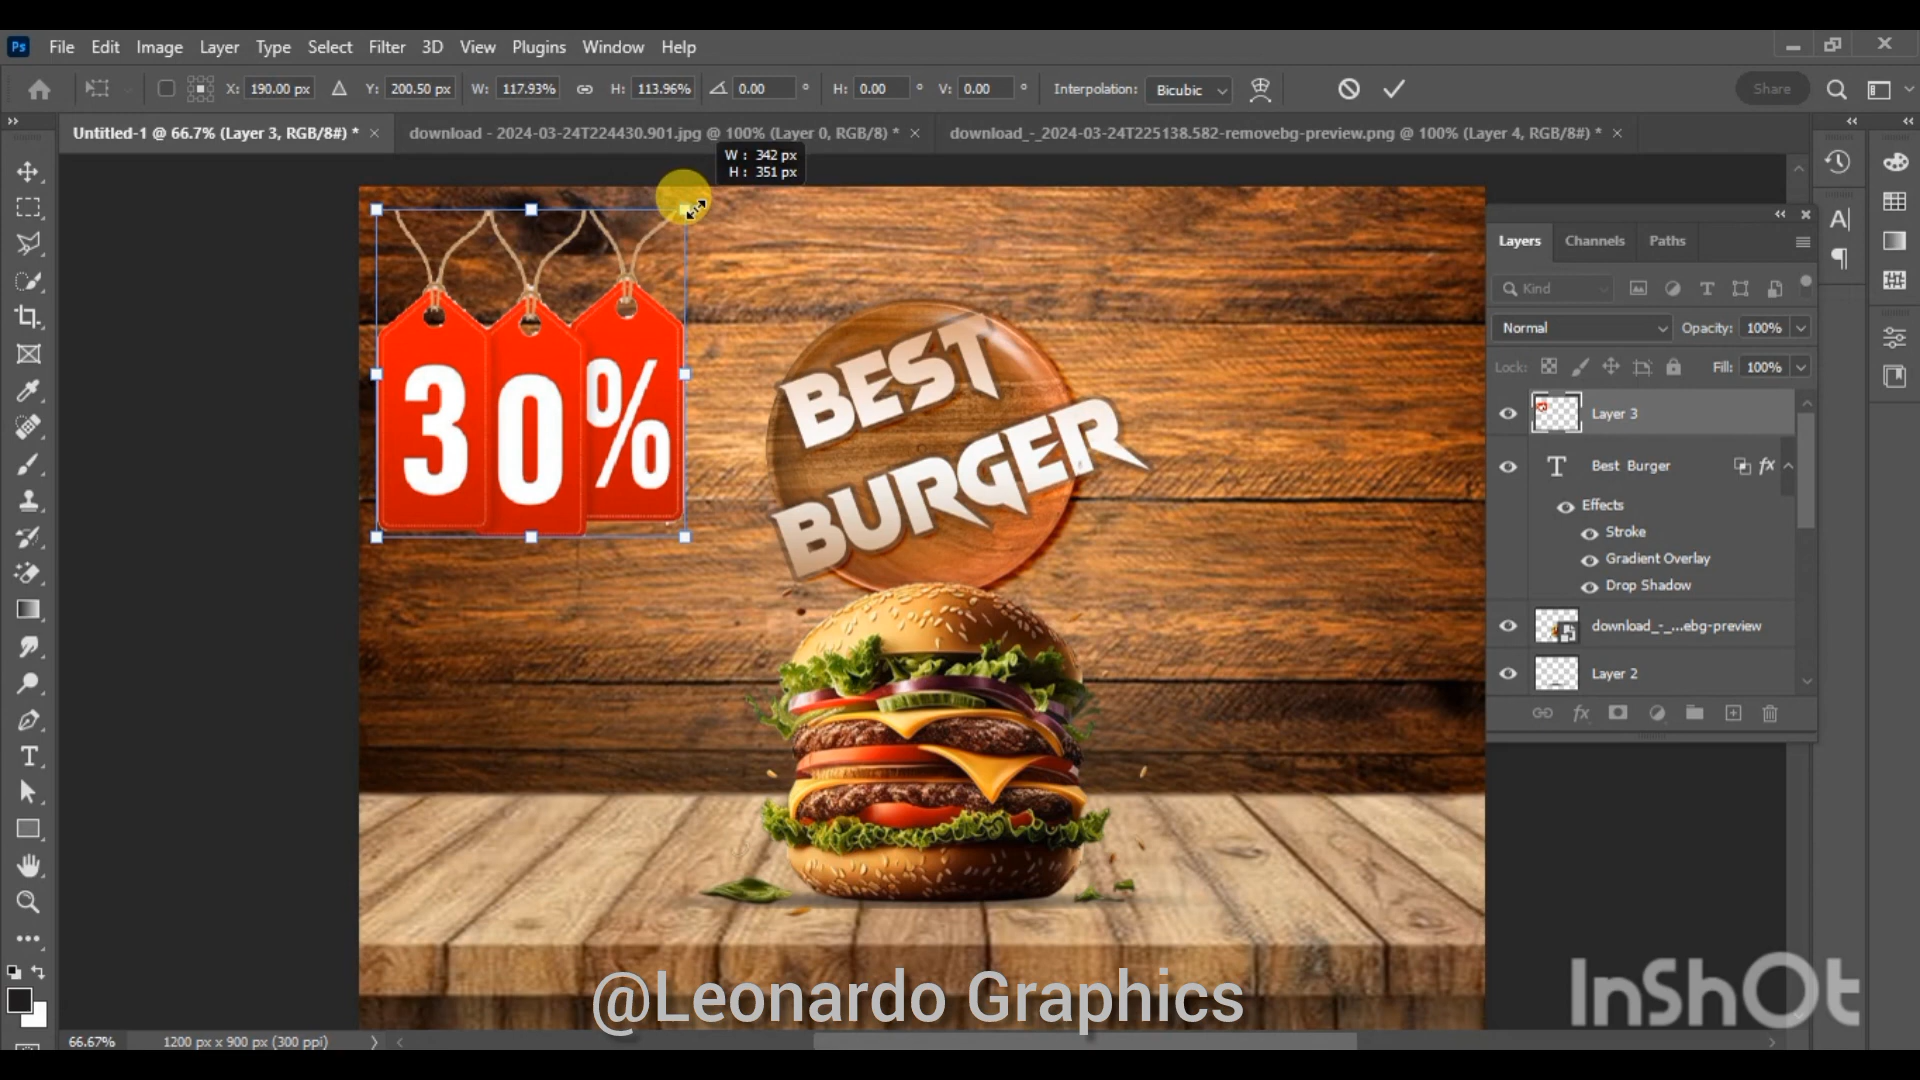 Ps File Edit Image Layer Type Select Filter 3D View Plugins Window Help
X: 190.00 px Y: 200.50 px W: 117.93% H: 113.96% 0.00 ° H: 0.00 ° V: 0.00 ° Interpolation: Bicubic Share
Untitled-1 @ 66.7% (Layer 3, RGB/8#) * download - 2024-03-24T224430.901.jpg @ 100% (Layer 0, RGB/8) * download_-_2024-03-24T225138.582-removebg-preview.png @ 100% (Layer 4, RGB/8#) *
W : 342 px
H : 351 px
30%
BEST
BURGER
Layers Channels Paths
Kind
Normal Opacity: 100%
Lock: Fill: 100%
Layer 3
Best Burger fx
Effects
Stroke
Gradient Overlay
Drop Shadow
download_-_...ebg-preview
Layer 2
fx
@Leonardo Graphics
InShOt
66.67% 1200 px x 900 px (300 ppi)